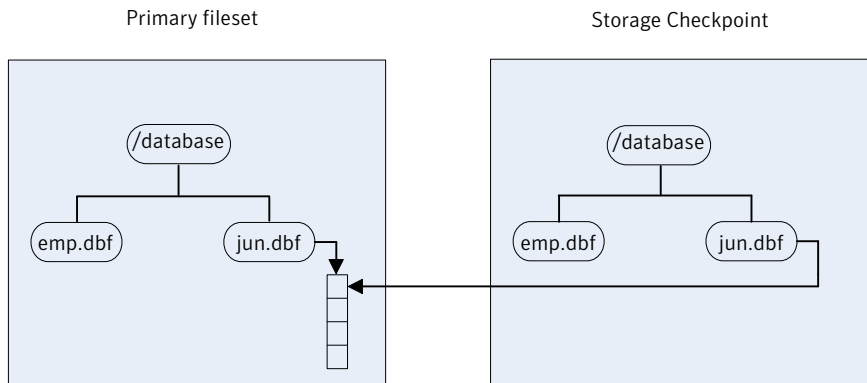 Primary fileset
Storage Checkpoint
/database
/database
emp.dbf
jun.dbf
emp.dbf
jun.dbf